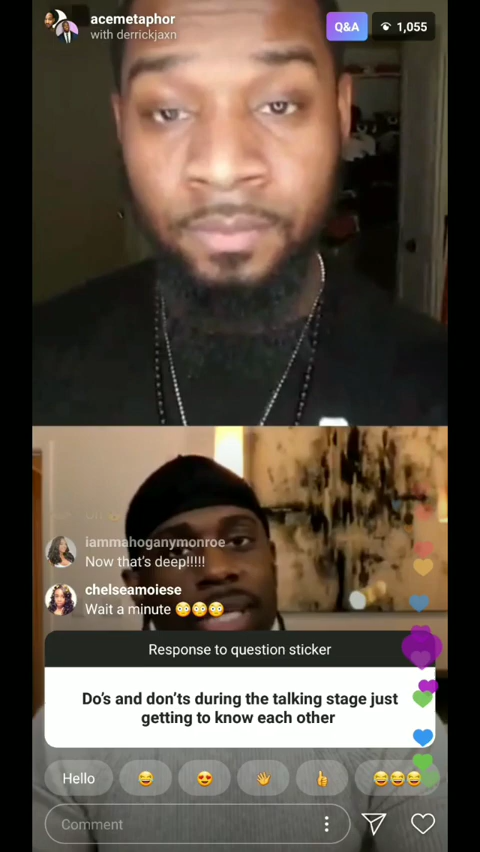 acemetaphor
with derrickjaxn
Q&A
1,055
iammahoganymonroe
Now that's deep!!!!!
chelseamoiese
Wait a minute 😳😳😳
Response to question sticker
Do's and don'ts during the talking stage just
getting to know each other
Hello 😂 😍 👋 👍 😂😂😂
Comment